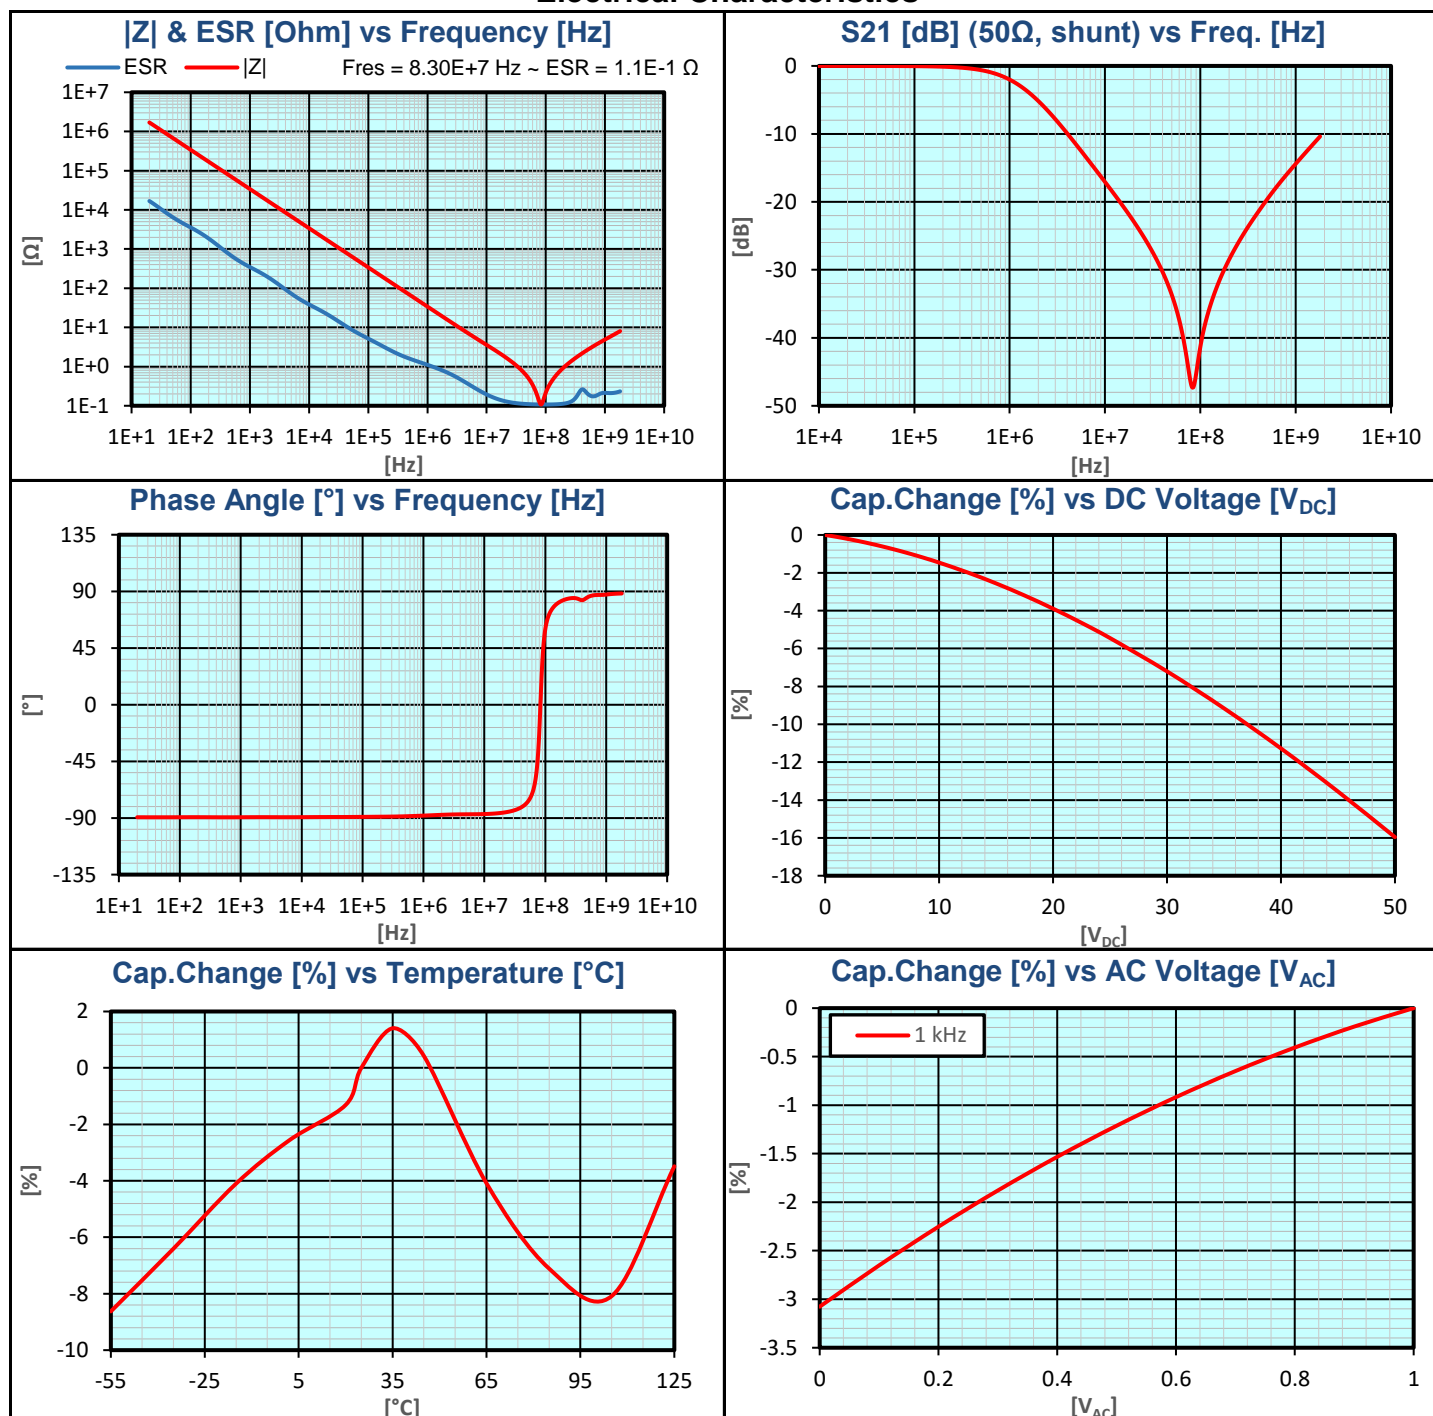 Electrical Characteristics
|Z| & ESR [Ohm] vs Frequency [Hz]
ESR |Z| Fres = 8.30E+7 Hz ~ ESR = 1.1E-1 Ω
1E+7
1E+6
1E+5
1E+4
1E+3
1E+2
1E+1
1E+0
1E-1
[Ω]
1E+1 1E+2 1E+3 1E+4 1E+5 1E+6 1E+7 1E+8 1E+9 1E+10
[Hz]
S21 [dB] (50Ω, shunt) vs Freq. [Hz]
0
-10
-20
-30
-40
-50
[dB]
1E+4 1E+5 1E+6 1E+7 1E+8 1E+9 1E+10
[Hz]
Phase Angle [°] vs Frequency [Hz]
135
90
45
0
-45
-90
-135
[°]
1E+1 1E+2 1E+3 1E+4 1E+5 1E+6 1E+7 1E+8 1E+9 1E+10
[Hz]
Cap.Change [%] vs DC Voltage [VDC]
0
-2
-4
-6
-8
-10
-12
-14
-16
-18
[%]
0 10 20 30 40 50
[VDC]
Cap.Change [%] vs Temperature [°C]
2
0
-2
-4
-6
-8
-10
[%]
-55 -25 5 35 65 95 125
[°C]
Cap.Change [%] vs AC Voltage [VAC]
1 kHz
0
-0.5
-1
-1.5
-2
-2.5
-3
-3.5
[%]
0 0.2 0.4 0.6 0.8 1
[VAC]